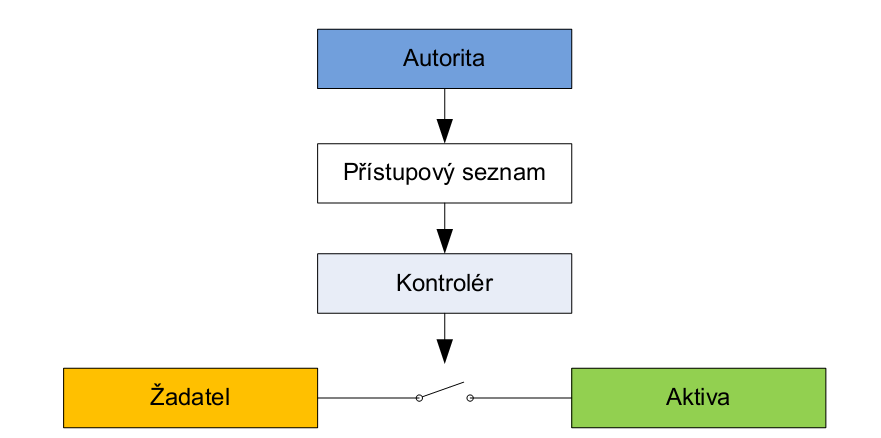 Autorita
Přístupový seznam
Kontrolér
Žadatel
Aktiva